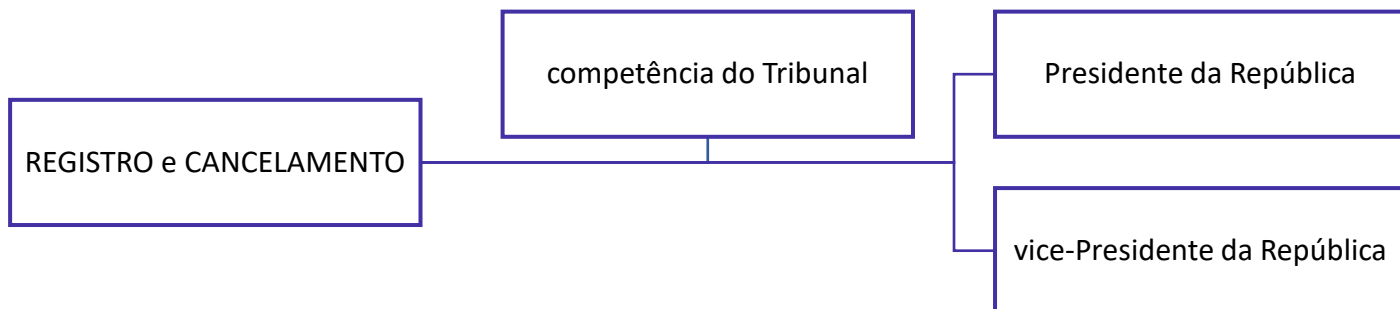 REGISTRO e CANCELAMENTO
competência do Tribunal
Presidente da República
vice-Presidente da República